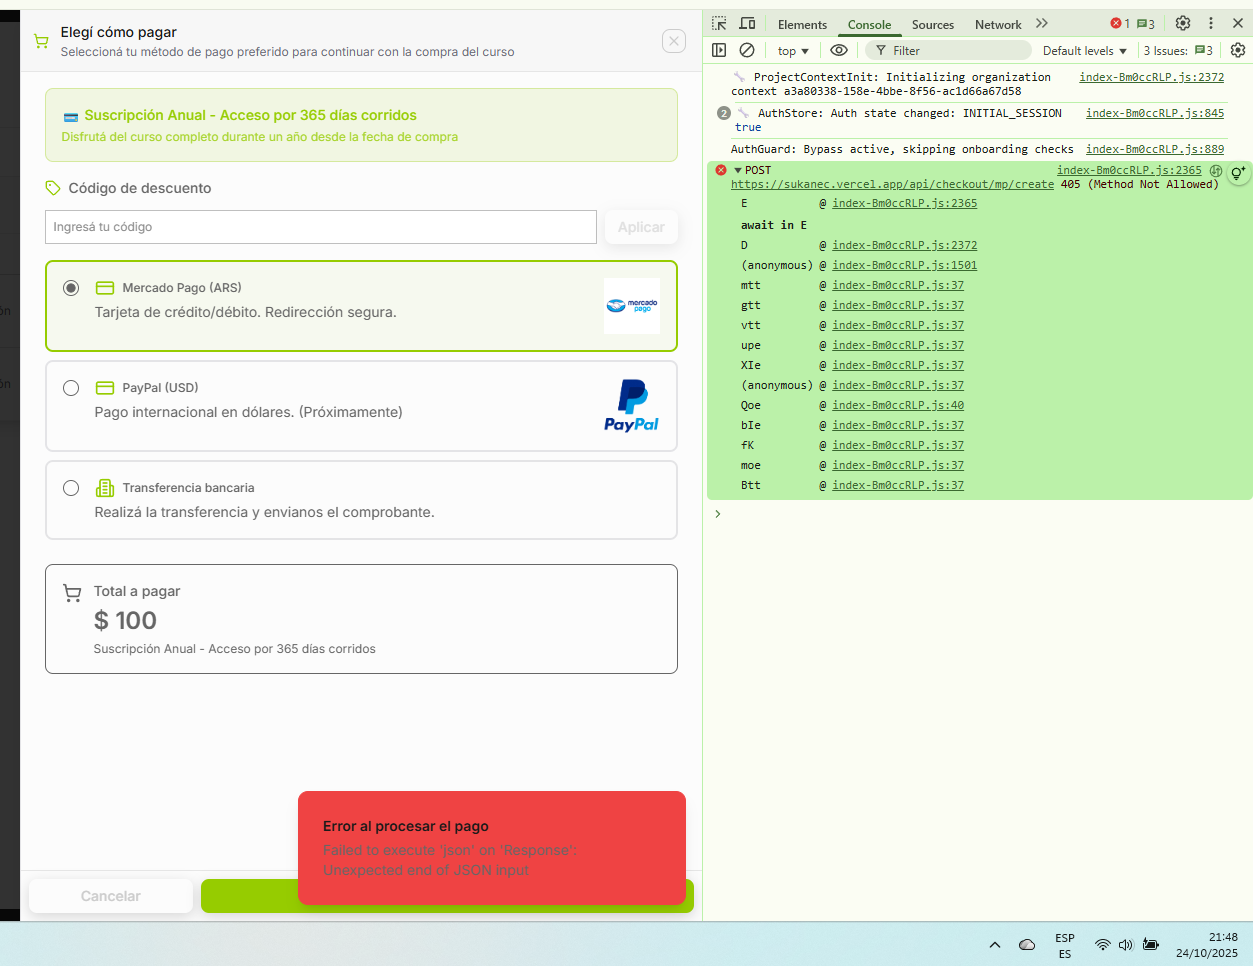 Elegí cómo pagar
Seleccioná tu método de pago preferido para continuar con la compra del curso
Suscripción Anual - Acceso por 365 días corridos
Disfrutá del curso completo durante un año desde la fecha de compra
Código de descuento
Ingresá tu código
Aplicar
Mercado Pago (ARS)
Tarjeta de crédito/débito. Redirección segura.
mercado
pago
PayPal (USD)
Pago internacional en dólares. (Próximamente)
PayPal
Transferencia bancaria
Realizá la transferencia y envianos el comprobante.
Total a pagar
$ 100
Suscripción Anual - Acceso por 365 días corridos
Error al procesar el pago
Failed to execute 'json' on 'Response':
Unexpected end of JSON input
Cancelar
ón
ón
Elements Console Sources Network 1 3
top Filter Default levels 3 Issues: 3
ProjectContextInit: Initializing organization index-Bm0ccRLP.js:2372
context a3a80338-158e-4bbe-8f56-ac1d66a67d58
2 AuthStore: Auth state changed: INITIAL_SESSION index-Bm0ccRLP.js:845
true
AuthGuard: Bypass active, skipping onboarding checks index-Bm0ccRLP.js:889
POST index-Bm0ccRLP.js:2365
https://sukanec.vercel.app/api/checkout/mp/create 405 (Method Not Allowed)
E @ index-Bm0ccRLP.js:2365
await in E
D @ index-Bm0ccRLP.js:2372
(anonymous) @ index-Bm0ccRLP.js:1501
mtt @ index-Bm0ccRLP.js:37
gtt @ index-Bm0ccRLP.js:37
vtt @ index-Bm0ccRLP.js:37
upe @ index-Bm0ccRLP.js:37
XIe @ index-Bm0ccRLP.js:37
(anonymous) @ index-Bm0ccRLP.js:37
Qoe @ index-Bm0ccRLP.js:40
bIe @ index-Bm0ccRLP.js:37
fK @ index-Bm0ccRLP.js:37
moe @ index-Bm0ccRLP.js:37
Btt @ index-Bm0ccRLP.js:37
ESP
ES
21:48
24/10/2025